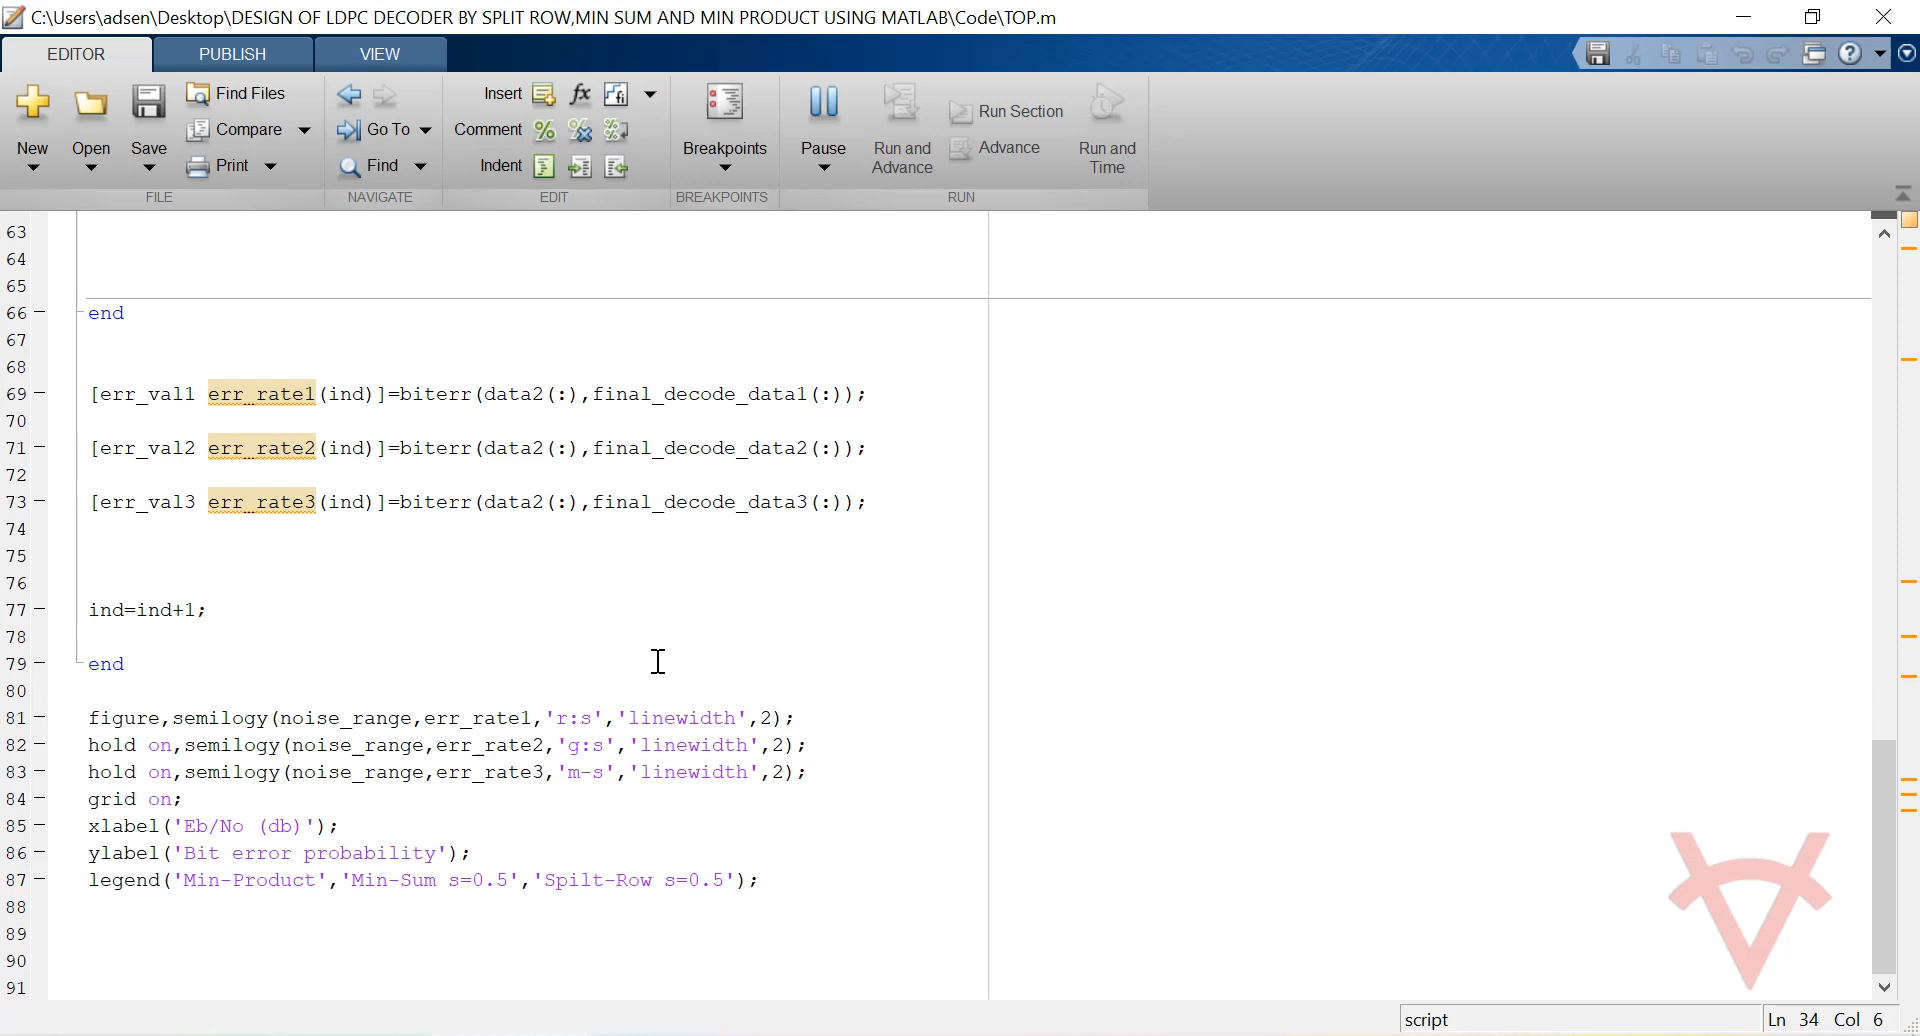 C:\Users\adsen\Desktop\DESIGN OF LDPC DECODER BY SPLIT ROW,MIN SUM AND MIN PRODUCT USING MATLAB\Code\TOP.m
EDITOR PUBLISH VIEW
New Open Save Find Files Compare Print
Go To Find
Insert Comment Indent
Breakpoints
Pause Run and Advance Run Section Advance Run and Time
FILE NAVIGATE EDIT BREAKPOINTS RUN
63
64
65
66 end
67
68
69 [err_val1 err_rate1(ind)]=biterr(data2(:),final_decode_data1(:));
70
71 [err_val2 err_rate2(ind)]=biterr(data2(:),final_decode_data2(:));
72
73 [err_val3 err_rate3(ind)]=biterr(data2(:),final_decode_data3(:));
74
75
76
77 ind=ind+1;
78
79 end
80
81 figure,semilogy(noise_range,err_rate1,'r:s','linewidth',2);
82 hold on,semilogy(noise_range,err_rate2,'g:s','linewidth',2);
83 hold on,semilogy(noise_range,err_rate3,'m-s','linewidth',2);
84 grid on;
85 xlabel('Eb/No (db)');
86 ylabel('Bit error probability');
87 legend('Min-Product','Min-Sum s=0.5','Spilt-Row s=0.5');
88
89
90
91
script Ln 34 Col 6